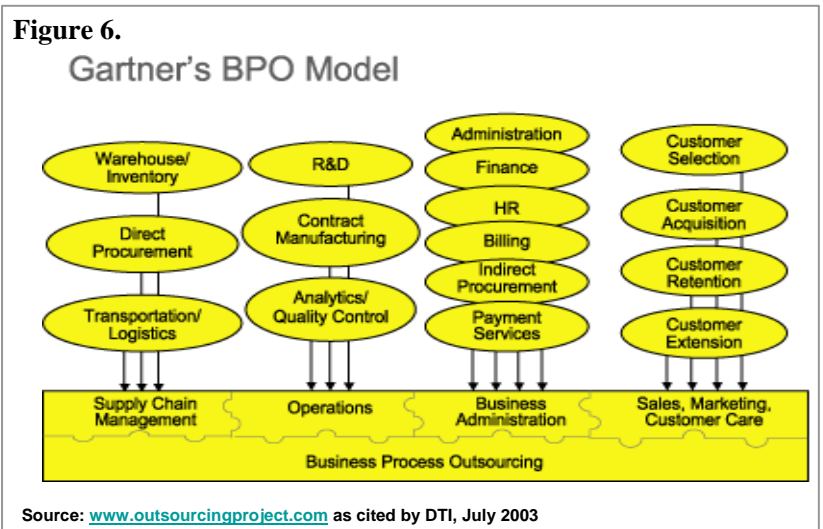 Figure 6.
Gartner's BPO Model
Warehouse/
Inventory
Direct
Procurement
Transportation/
Logistics
R&D
Contract
Manufacturing
Analytics/
Quality Control
Administration
Finance
HR
Billing
Indirect
Procurement
Payment
Services
Customer
Selection
Customer
Acquisition
Customer
Retention
Customer
Extension
Supply Chain
Management
Operations
Business
Administration
Sales, Marketing,
Customer Care
Business Process Outsourcing
Source: www.outsourcingproject.com as cited by DTI, July 2003